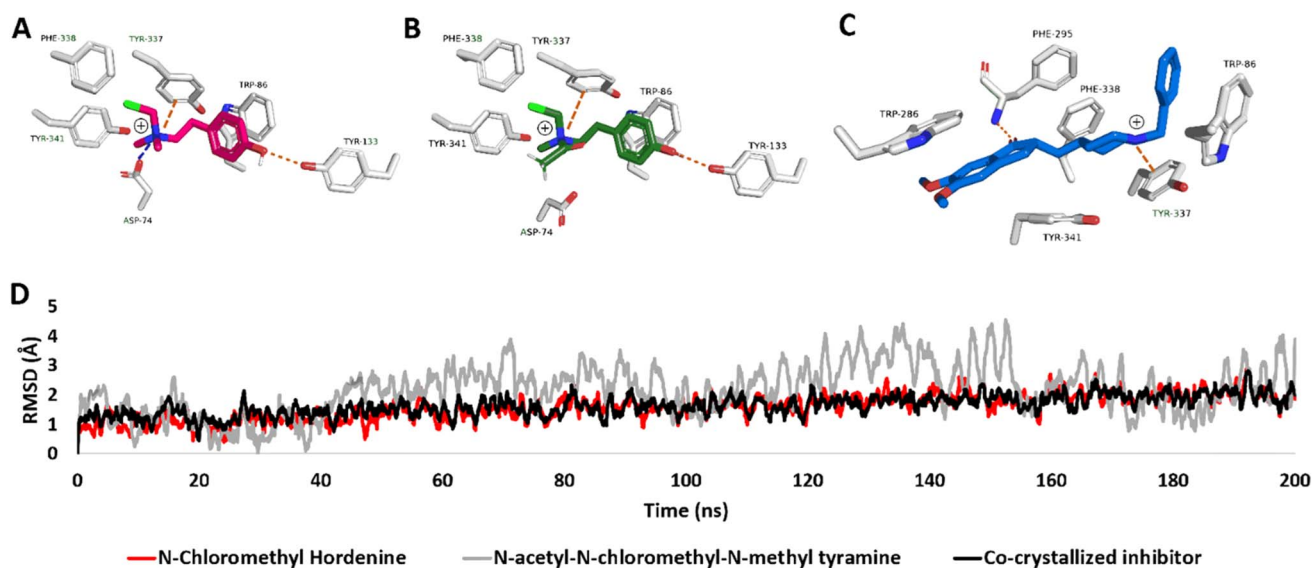 A
PHE-338
TYR-337
TRP-86
TYR-341
TYR-133
ASP-74
B
PHE-338
TYR-337
TRP-86
TYR-341
TYR-133
ASP-74
C
PHE-295
TRP-86
PHE-338
TRP-286
TYR-337
TYR-341
D
RMSD (Å)
5
4
3
2
1
0
0 20 40 60 80 100 120 140 160 180 200
Time (ns)
N-Chloromethyl Hordenine N-acetyl-N-chloromethyl-N-methyl tyramine Co-crystallized inhibitor